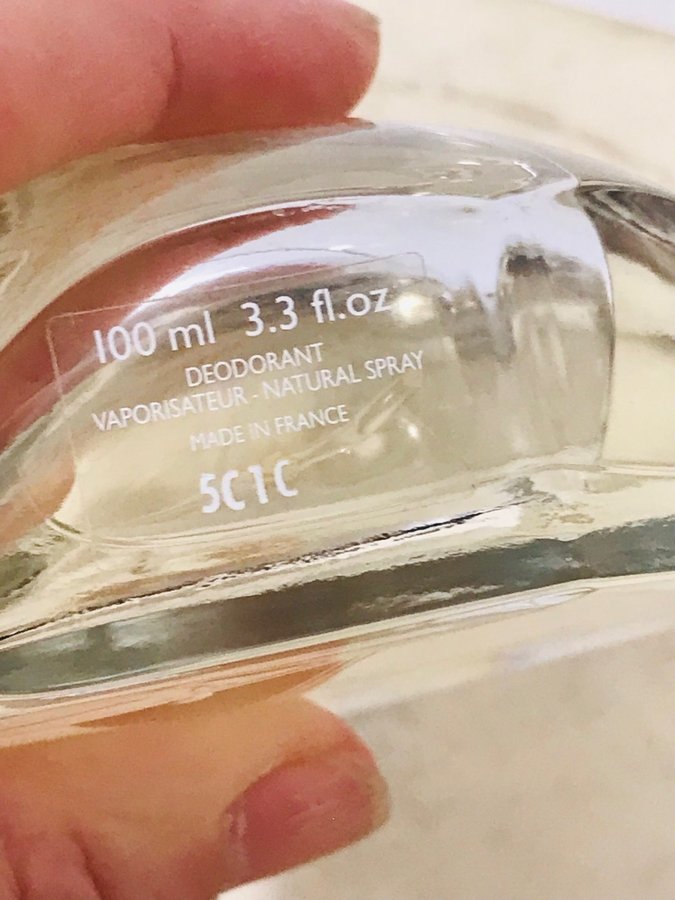 100 ml 3.3 fl.oz
DEODORANT
VAPORISATEUR - NATURAL SPRAY
MADE IN FRANCE
5C1C